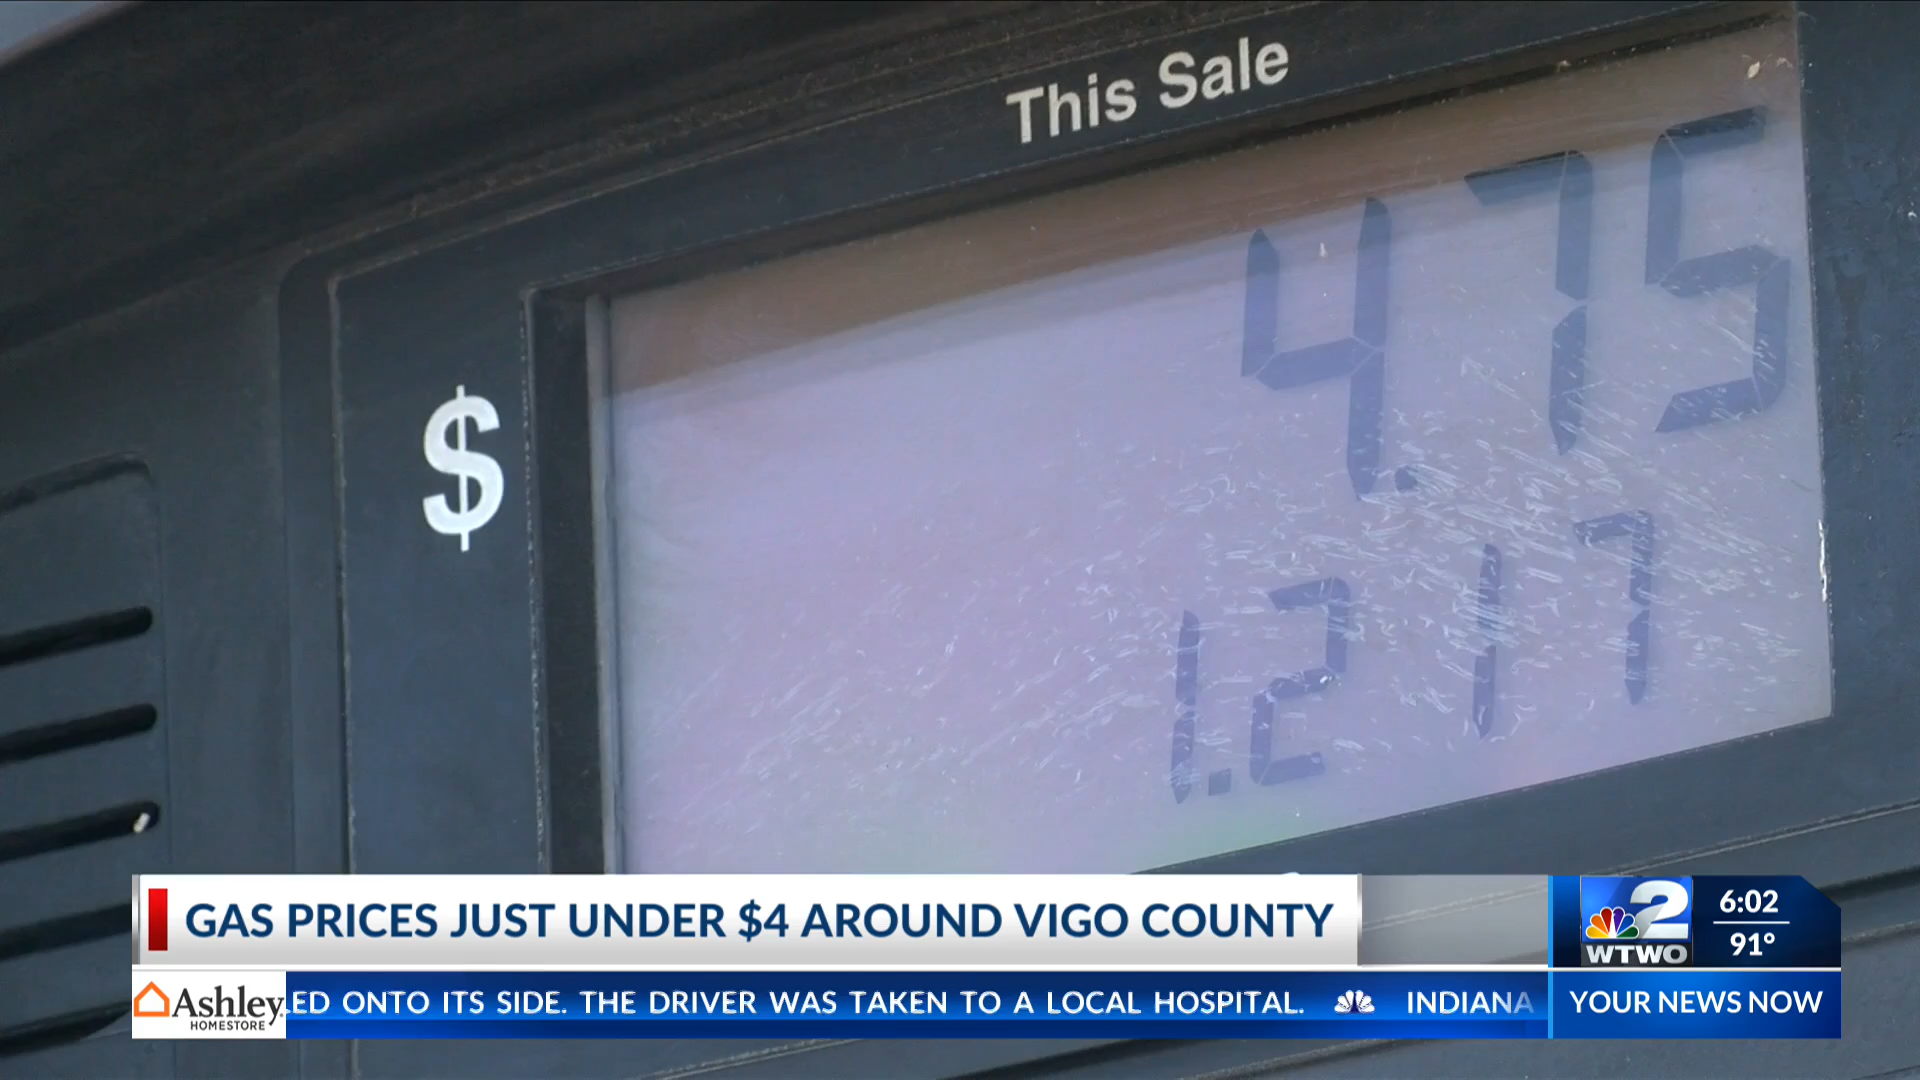 This Sale
$
4.75
1.217
GAS PRICES JUST UNDER $4 AROUND VIGO COUNTY
2
WTWO
6:02
91°
Ashley
HOMESTORE
LED ONTO ITS SIDE. THE DRIVER WAS TAKEN TO A LOCAL HOSPITAL. INDIANA
YOUR NEWS NOW